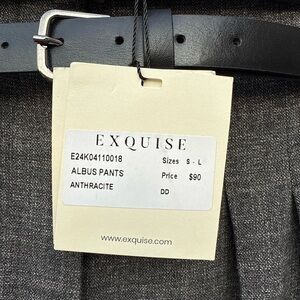 EXQUISE
E24K04110018 Sizes S - L
ALBUS PANTS Price $90
ANTHRACITE DD
www.exquise.com